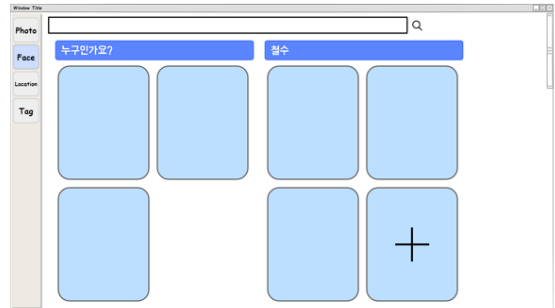 Window Title
Photo
Face
Location
Tag
누구인가요?
철수